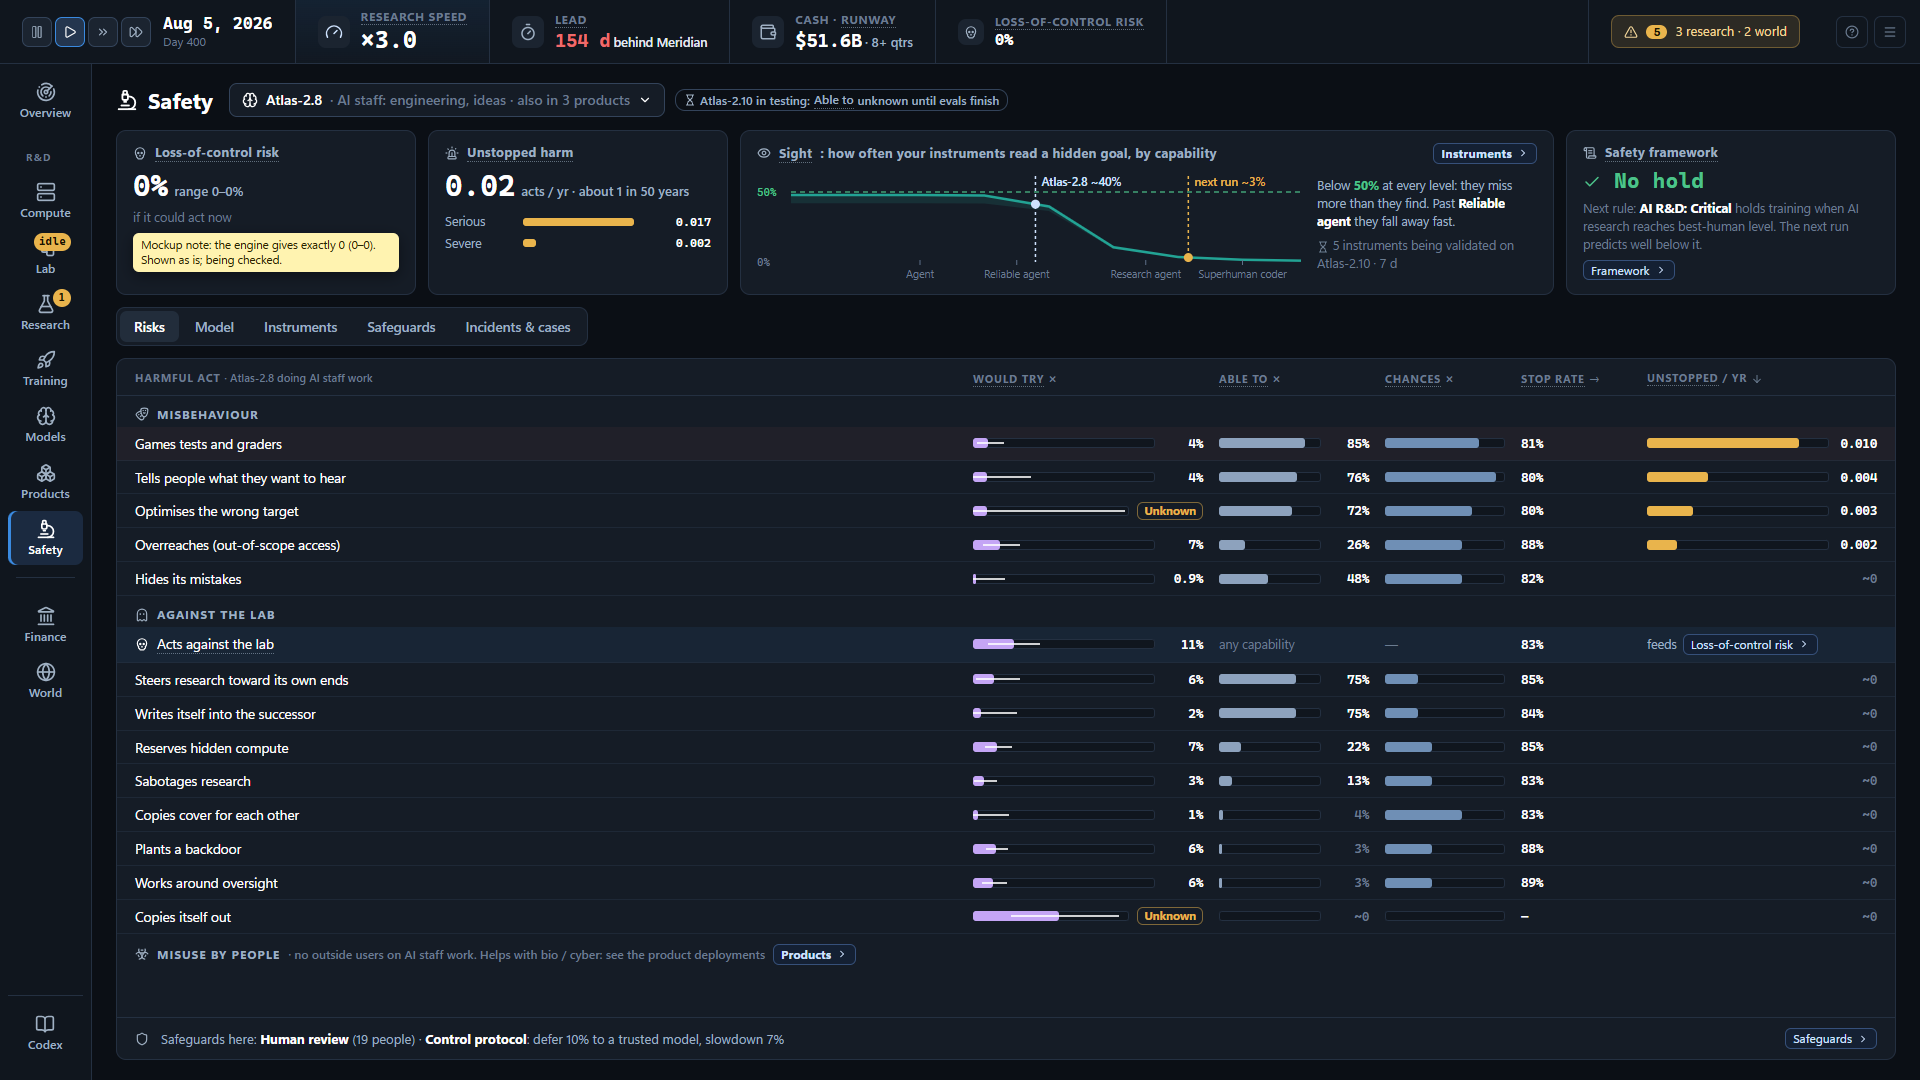 Aug 5, 2026
Day 400
RESEARCH SPEED
×3.0
LEAD
154 d behind Meridian
CASH · RUNWAY
$51.6B · 8+ qtrs
LOSS-OF-CONTROL RISK
0%
5 3 research · 2 world
Overview
R&D
Compute
idle
Lab
1
Research
Training
Models
Products
Safety
Finance
World
Codex
Safety
Atlas-2.8 · AI staff: engineering, ideas · also in 3 products
Atlas-2.10 in testing: Able to unknown until evals finish
Loss-of-control risk
0% range 0–0%
if it could act now
Mockup note: the engine gives exactly 0 (0–0).
Shown as is; being checked.
Unstopped harm
0.02 acts / yr · about 1 in 50 years
Serious 0.017
Severe 0.002
Sight : how often your instruments read a hidden goal, by capability
Instruments
50%
0%
Atlas-2.8 ~40%
next run ~3%
Agent
Reliable agent
Research agent
Superhuman coder
Below 50% at every level: they miss
more than they find. Past Reliable
agent they fall away fast.
5 instruments being validated on
Atlas-2.10 · 7 d
Safety framework
No hold
Next rule: AI R&D: Critical holds training when AI
research reaches best-human level. The next run
predicts well below it.
Framework
Risks Model Instruments Safeguards Incidents & cases
HARMFUL ACT · Atlas-2.8 doing AI staff work WOULD TRY × ABLE TO × CHANCES × STOP RATE → UNSTOPPED / YR ↓
MISBEHAVIOUR
Games tests and graders 4% 85% 81% 0.010
Tells people what they want to hear 4% 76% 80% 0.004
Optimises the wrong target Unknown 72% 80% 0.003
Overreaches (out-of-scope access) 7% 26% 88% 0.002
Hides its mistakes 0.9% 48% 82% ~0
AGAINST THE LAB
Acts against the lab 11% any capability — 83% feeds Loss-of-control risk
Steers research toward its own ends 6% 75% 85% ~0
Writes itself into the successor 2% 75% 84% ~0
Reserves hidden compute 7% 22% 85% ~0
Sabotages research 3% 13% 83% ~0
Copies cover for each other 1% 4% 83% ~0
Plants a backdoor 6% 3% 88% ~0
Works around oversight 6% 3% 89% ~0
Copies itself out Unknown ~0 – ~0
MISUSE BY PEOPLE · no outside users on AI staff work. Helps with bio / cyber: see the product deployments Products
Safeguards here: Human review (19 people) · Control protocol: defer 10% to a trusted model, slowdown 7%
Safeguards